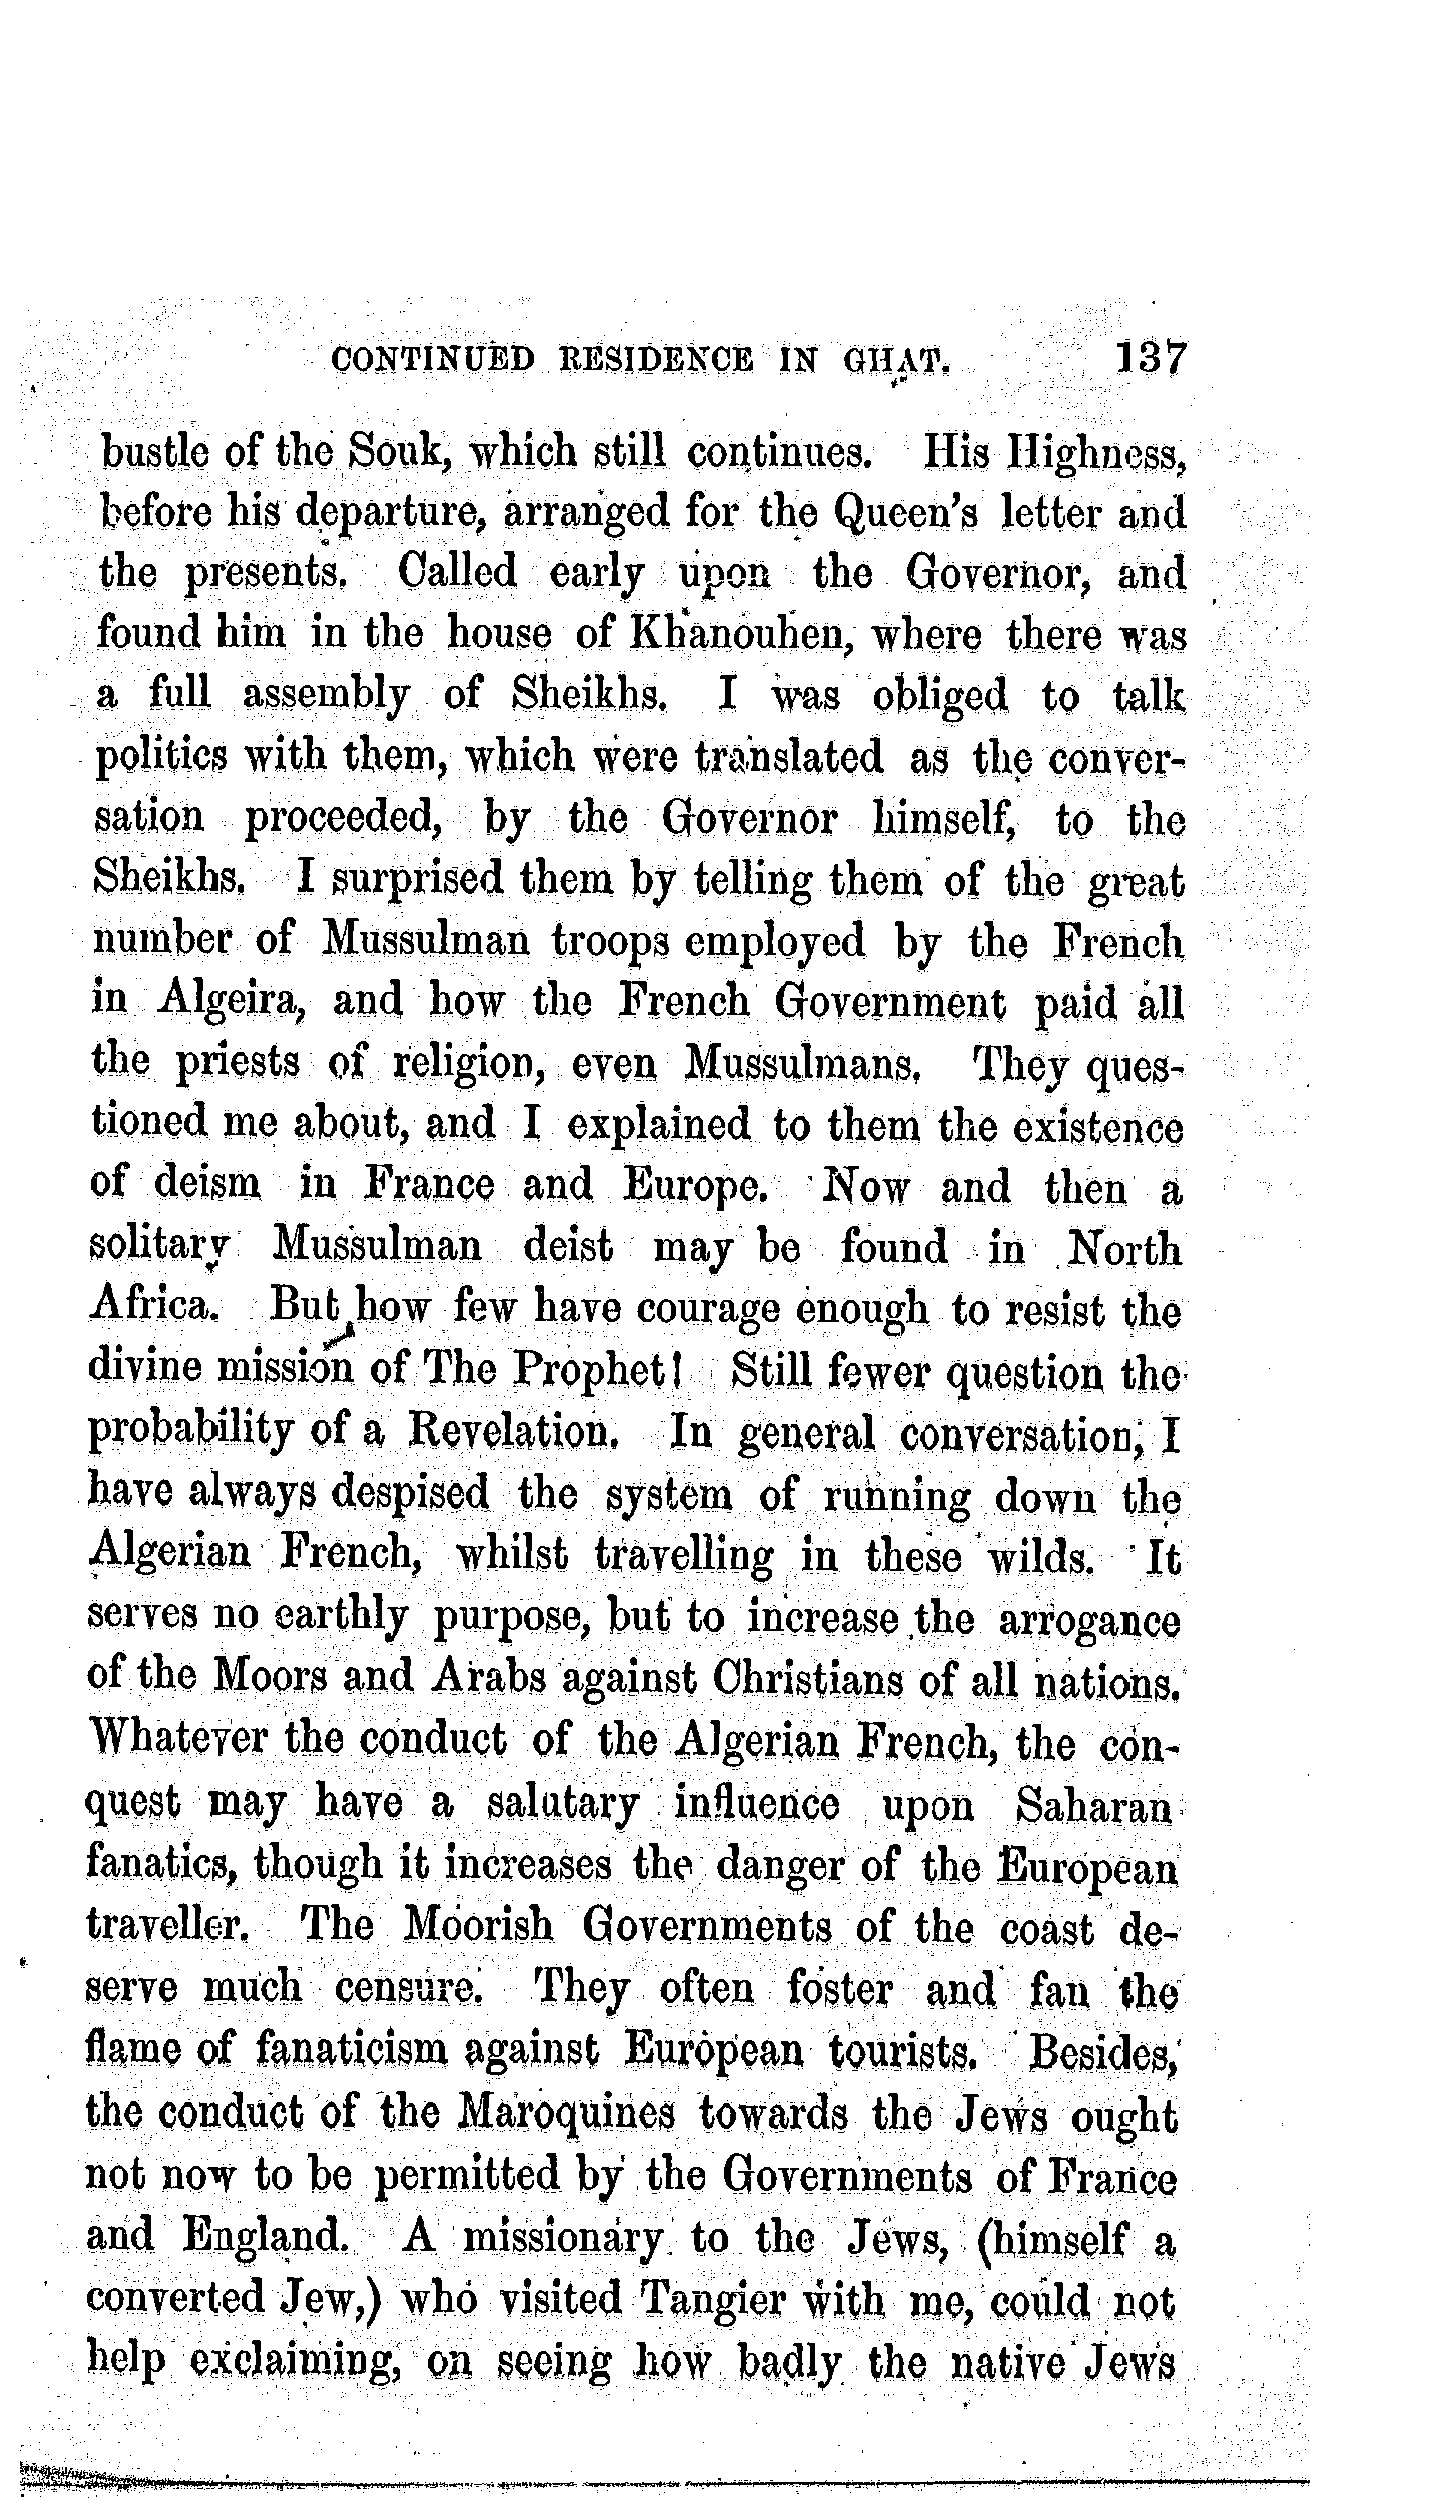 CONTINUED RESIDENCE IN GHAT. 137
bustle of the Souk, which still continues. His Highness,
before his departure, arranged for the Queen's letter and
the presents. Called early upon the Governor, and
found him in the house of Khanouhen, where there was
a full assembly of Sheikhs. I was obliged to talk
politics with them, which were translated as the conver-
sation proceeded, by the Governor himself, to the
Sheikhs. I surprised them by telling them of the great
number of Mussulman troops employed by the French
in Algeira, and how the French Government paid all
the priests of religion, even Mussulmans. They ques-
tioned me about, and I explained to them the existence
of deism in France and Europe. Now and then a
solitary Mussulman deist may be found in North
Africa. But how few have courage enough to resist the
divine mission of The Prophet! Still fewer question the
probability of a Revelation. In general conversation, I
have always despised the system of running down the
Algerian French, whilst travelling in these wilds. It
serves no earthly purpose, but to increase the arrogance
of the Moors and Arabs against Christians of all nations.
Whatever the conduct of the Algerian French, the con-
quest may have a salutary influence upon Saharan
fanatics, though it increases the danger of the European
traveller. The Moorish Governments of the coast de-
serve much censure. They often foster and fan the
flame of fanaticism against European tourists. Besides,
the conduct of the Maroquines towards the Jews ought
not now to be permitted by the Governments of France
and England. A missionary to the Jews, (himself a
converted Jew,) who visited Tangier with me, could not
help exclaiming, on seeing how badly the native Jews